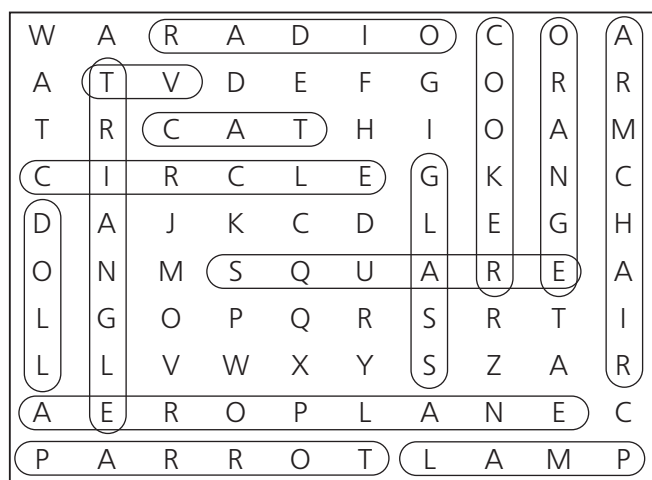 W A R A D I O C O A
A T V D E F G O R R
T R C A T H I O A M
C I R C L E G K N C
D A J K C D L E G H
O N M S Q U A R E A
L G O P Q R S R T I
L L V W X Y S Z A R
A E R O P L A N E C
P A R R O T L A M P